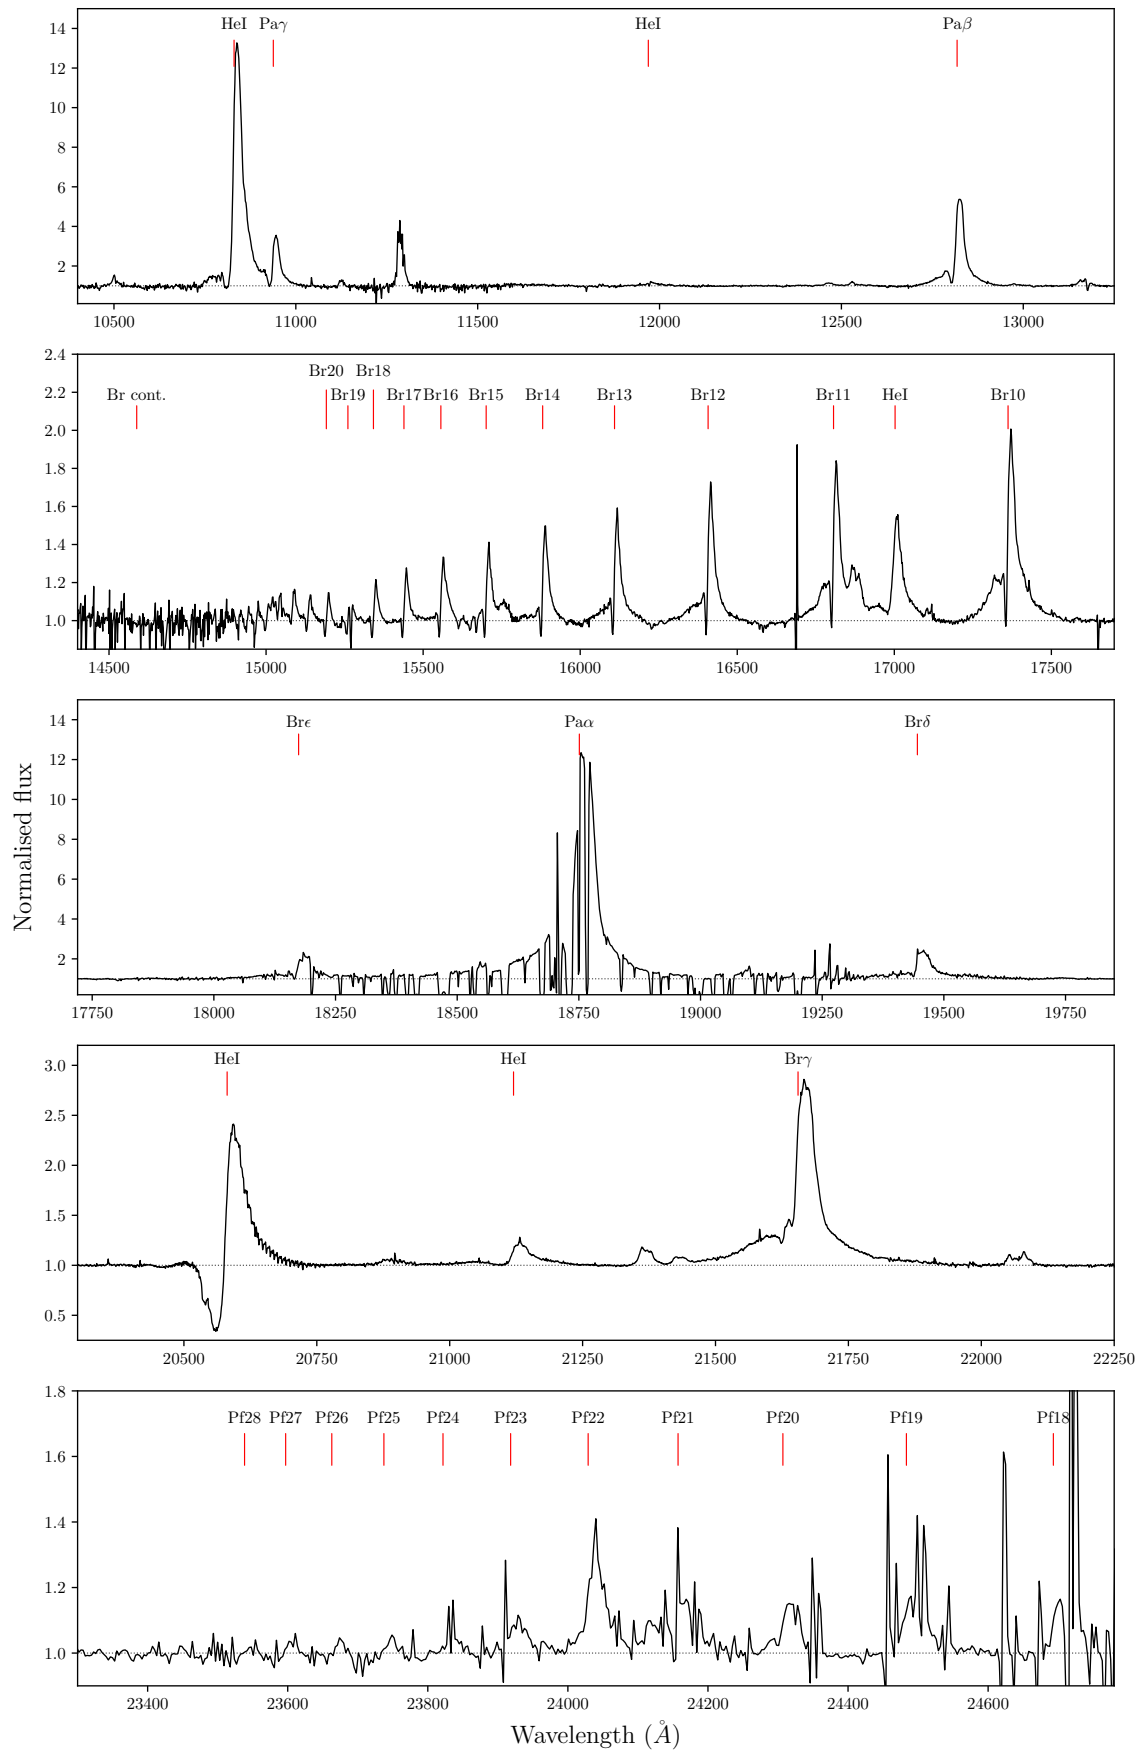 HeI Paγ HeI Paβ
14
12
10
8
6
4
2
10500 11000 11500 12000 12500 13000
2.4
2.2
2.0
1.8
1.6
1.4
1.2
1.0
Br20 Br18
Br cont. Br19 Br17 Br16 Br15 Br14 Br13 Br12 Br11 HeI Br10
14500 15000 15500 16000 16500 17000 17500
Normalised flux
14
12
10
8
6
4
2
Brϵ Paα Brδ
17750 18000 18250 18500 18750 19000 19250 19500 19750
HeI HeI Brγ
3.0
2.5
2.0
1.5
1.0
0.5
20500 20750 21000 21250 21500 21750 22000 22250
1.8
1.6
1.4
1.2
1.0
Pf28 Pf27 Pf26 Pf25 Pf24 Pf23 Pf22 Pf21 Pf20 Pf19 Pf18
23400 23600 23800 24000 24200 24400 24600
Wavelength (Å)